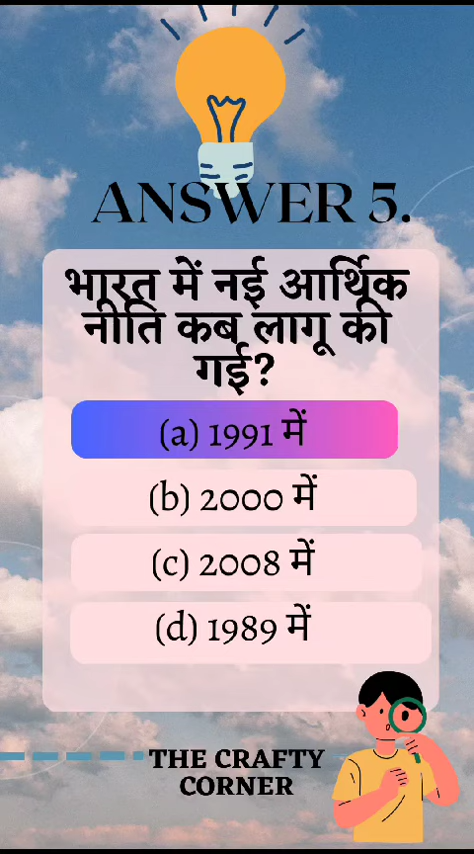 ANSWER 5.
भारत में नई आर्थिक
नीति कब लागू की
गई?
(a) 1991 में
(b) 2000 में
(c) 2008 में
(d) 1989 में
THE CRAFTY
CORNER